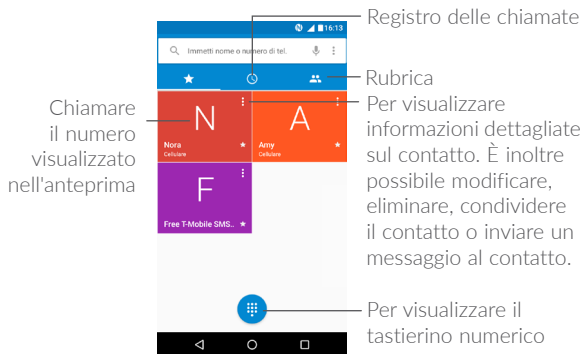 Registro delle chiamate
16:13
Immetti nome o numero di tel.
Rubrica
Chiamare
il numero
visualizzato
nell'anteprima
N
Nora
Cellulare
A
Amy
Cellulare
F
Free T-Mobile SMS..
Per visualizzare
informazioni dettagliate
sul contatto. È inoltre
possibile modificare,
eliminare, condividere
il contatto o inviare un
messaggio al contatto.
Per visualizzare il
tastierino numerico